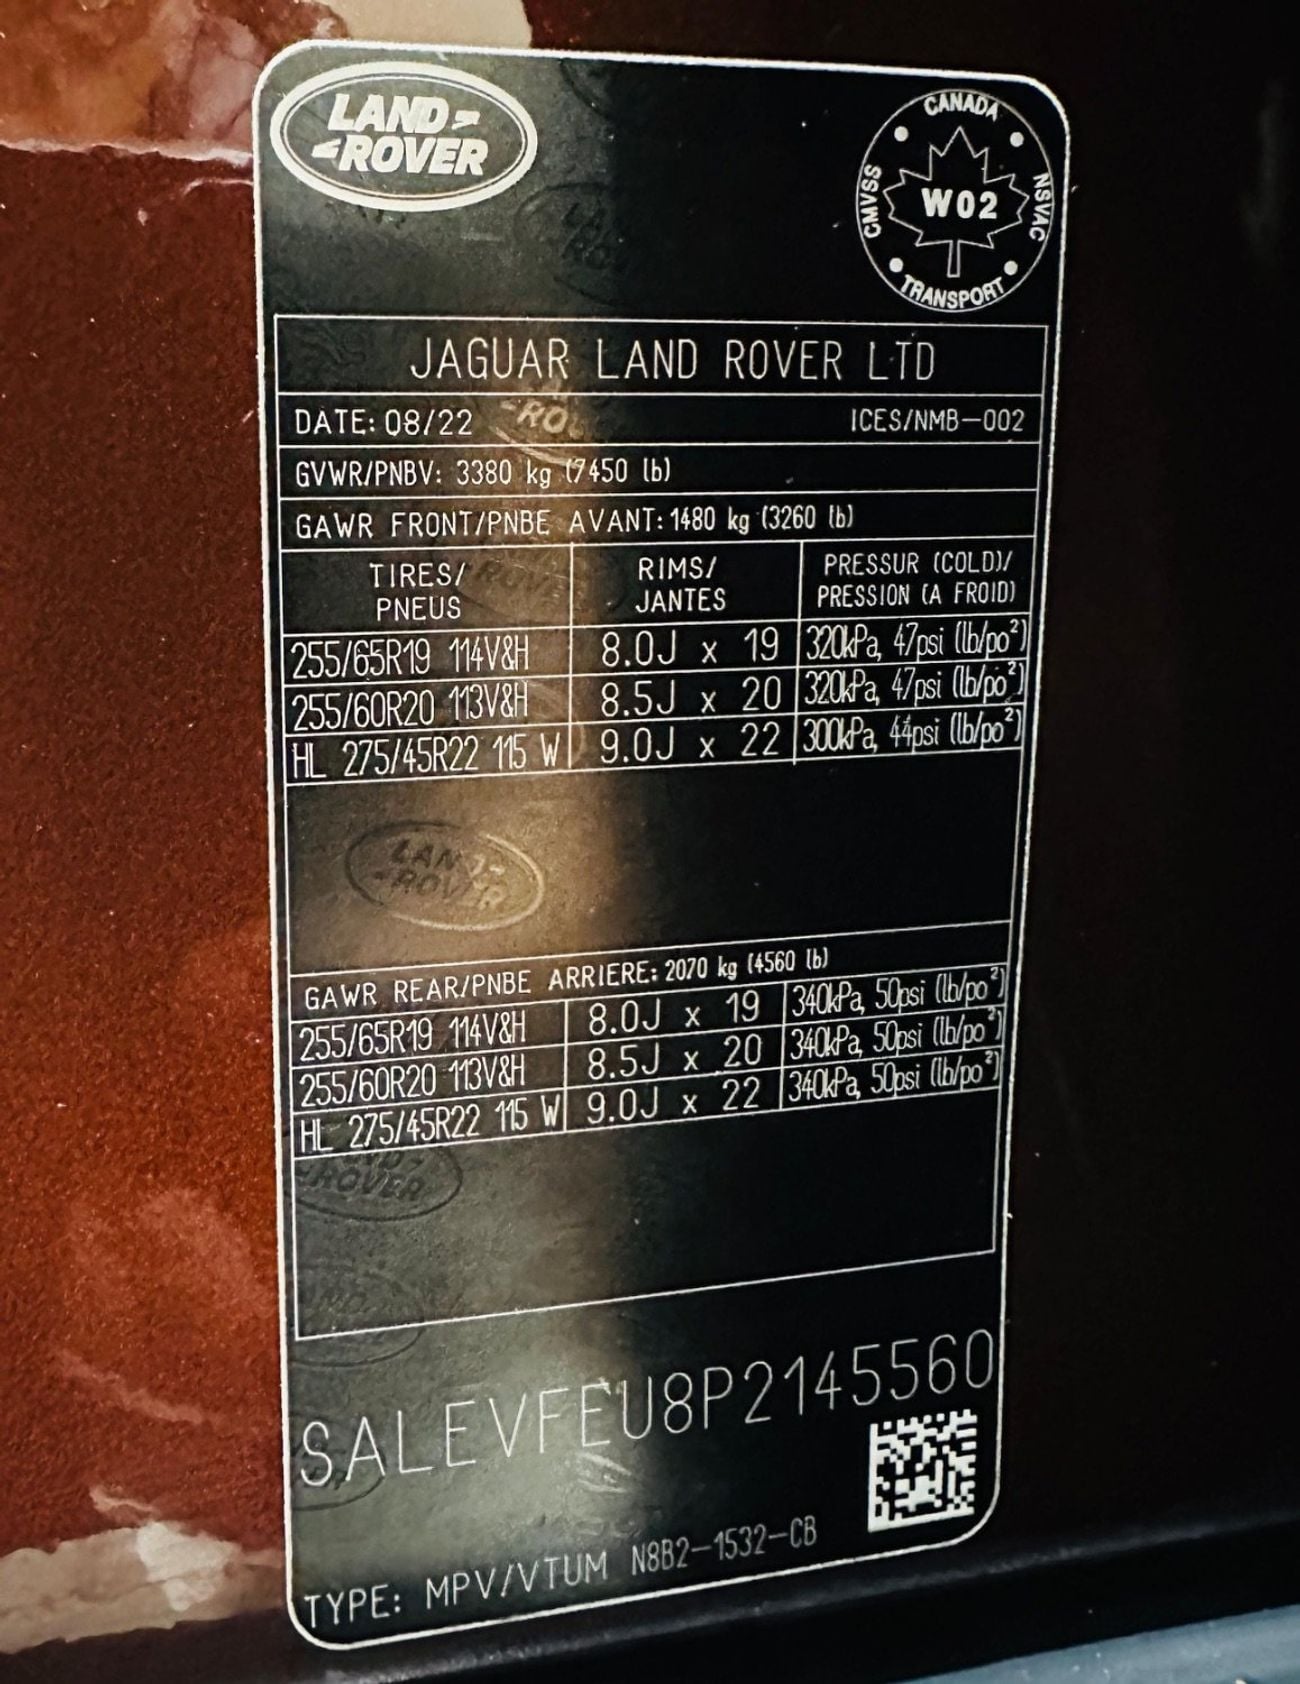 LAND
ROVER
CANADA
CMVSS
W02
NSVAC
TRANSPORT
JAGUAR LAND ROVER LTD
DATE: 08/22 ICES/NMB-002
GVWR/PNBV: 3380 kg (7450 lb)
GAWR FRONT/PNBE AVANT: 1480 kg (3260 lb)
TIRES/ RIMS/ PRESSUR (COLD)/
PNEUS JANTES PRESSION (A FROID)
255/65R19 114V&H 8.0J x 19 320kPa, 47psi (lb/po²)
255/60R20 113V&H 8.5J x 20 320kPa, 47psi (lb/po²)
HL 275/45R22 115 W 9.0J x 22 300kPa, 44psi (lb/po²)
LAND
ROVER
GAWR REAR/PNBE ARRIERE: 2070 kg (4560 lb)
255/65R19 114V&H 8.0J x 19 340kPa, 50psi (lb/po²)
255/60R20 113V&H 8.5J x 20 340kPa, 50psi (lb/po²)
HL 275/45R22 115 W 9.0J x 22 340kPa, 50psi (lb/po²)
ROVER
SALEVFEU8P2145560
TYPE: MPV/VTUM N8B2-1532-CB